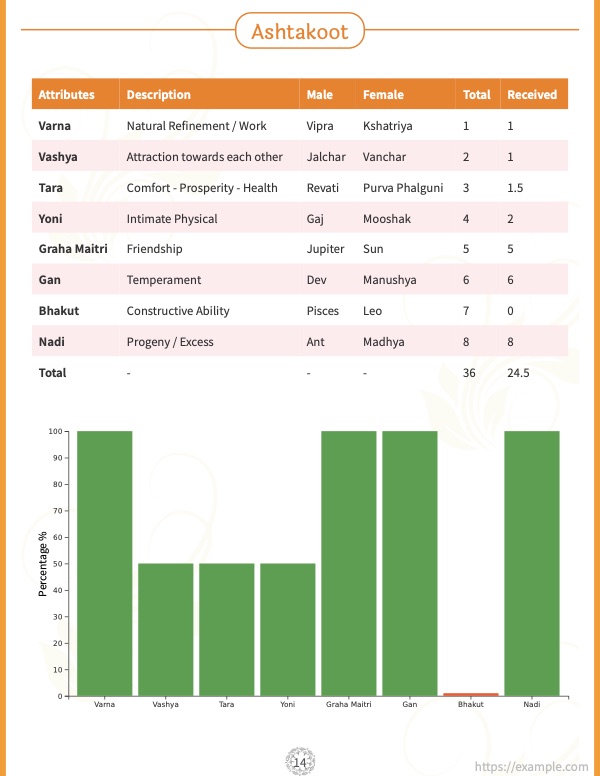 Ashtakoot
Attributes Description Male Female Total Received
Varna Natural Refinement / Work Vipra Kshatriya 1 1
Vashya Attraction towards each other Jalchar Vanchar 2 1
Tara Comfort - Prosperity - Health Revati Purva Phalguni 3 1.5
Yoni Intimate Physical Gaj Mooshak 4 2
Graha Maitri Friendship Jupiter Sun 5 5
Gan Temperament Dev Manushya 6 6
Bhakut Constructive Ability Pisces Leo 7 0
Nadi Progeny / Excess Ant Madhya 8 8
Total - - - 36 24.5
Percentage %
100
90
80
70
60
50
40
30
20
10
0
Varna Vashya Tara Yoni Graha Maitri Gan Bhakut Nadi
14
https://example.com